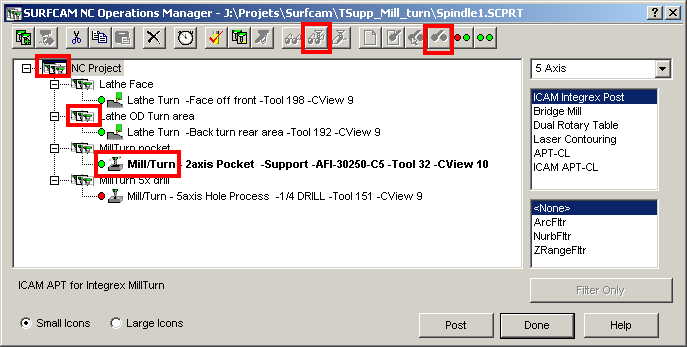 SURFCAM NC Operations Manager - J:\Projets\Surfcam\TSupp_Mill_turn\Spindle1.SCPRT
NC Project
Lathe Face
Lathe Turn -Face off front -Tool 198 -CView 9
Lathe OD Turn area
Lathe Turn -Back turn rear area -Tool 192 -CView 9
MillTurn pocket
Mill/Turn - 2axis Pocket -Support -AFI-30250-C5 -Tool 32 -CView 10
MillTurn 5x drill
Mill/Turn - 5axis Hole Process -1/4 DRILL -Tool 151 -CView 9
5 Axis
ICAM Integrex Post
Bridge Mill
Dual Rotary Table
Laser Contouring
APT-CL
ICAM APT-CL
<None>
ArcFltr
NurbFltr
ZRangeFltr
ICAM APT for Integrex MillTurn
Filter Only
Small Icons
Large Icons
Post
Done
Help